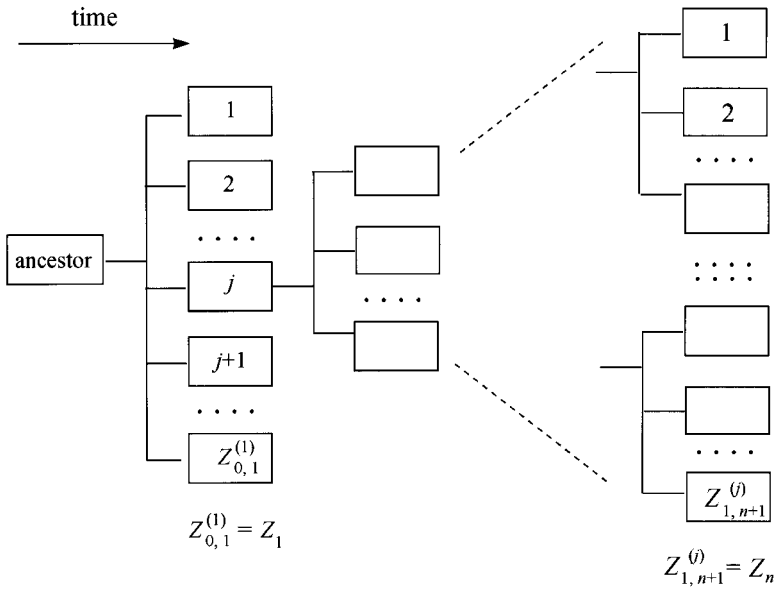 time
1
2
. . . .
ancestor
j
j+1
. . . .
Z_{0, 1}^{(1)}
Z_{0, 1}^{(1)} = Z_1
. . . .
1
2
. . . .
: : : :
. . . .
Z_{1, n+1}^{(j)}
Z_{1, n+1}^{(j)} = Z_n